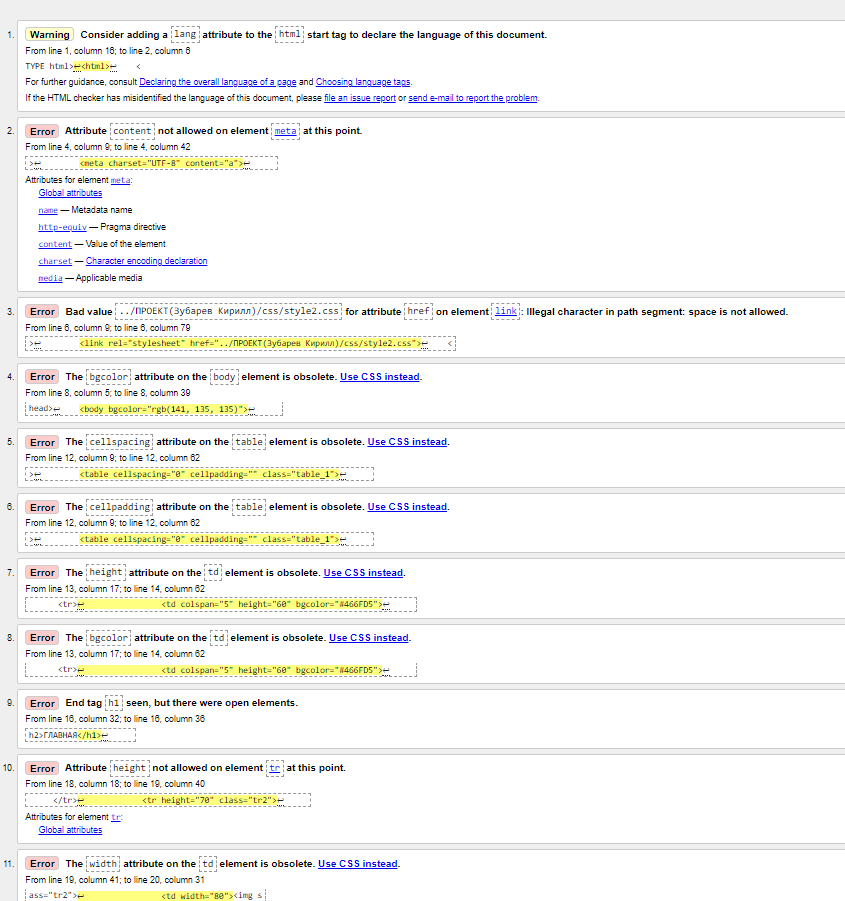 1. Warning Consider adding a lang attribute to the html start tag to declare the language of this document.
From line 1, column 16; to line 2, column 6
TYPE html>↩<html>↩ <
For further guidance, consult Declaring the overall language of a page and Choosing language tags.
If the HTML checker has misidentified the language of this document, please file an issue report or send e-mail to report the problem.
2. Error Attribute content not allowed on element meta at this point.
From line 4, column 9; to line 4, column 42
>↩ <meta charset="UTF-8" content="a">↩
Attributes for element meta:
Global attributes
name — Metadata name
http-equiv — Pragma directive
content — Value of the element
charset — Character encoding declaration
media — Applicable media
3. Error Bad value ../ПРОЕКТ(Зубарев Кирилл)/css/style2.css for attribute href on element link: Illegal character in path segment: space is not allowed.
From line 6, column 9; to line 6, column 79
>↩ <link rel="stylesheet" href="../ПРОЕКТ(Зубарев Кирилл)/css/style2.css">↩ <
4. Error The bgcolor attribute on the body element is obsolete. Use CSS instead.
From line 8, column 5; to line 8, column 39
head>↩ <body bgcolor="rgb(141, 135, 135)">↩
5. Error The cellspacing attribute on the table element is obsolete. Use CSS instead.
From line 12, column 9; to line 12, column 62
>↩ <table cellspacing="0" cellpadding="" class="table_1">↩
6. Error The cellpadding attribute on the table element is obsolete. Use CSS instead.
From line 12, column 9; to line 12, column 62
>↩ <table cellspacing="0" cellpadding="" class="table_1">↩
7. Error The height attribute on the td element is obsolete. Use CSS instead.
From line 13, column 17; to line 14, column 62
<tr>↩ <td colspan="5" height="60" bgcolor="#466FD5">↩
8. Error The bgcolor attribute on the td element is obsolete. Use CSS instead.
From line 13, column 17; to line 14, column 62
<tr>↩ <td colspan="5" height="60" bgcolor="#466FD5">↩
9. Error End tag h1 seen, but there were open elements.
From line 16, column 32; to line 16, column 36
h2>ГЛАВНАЯ</h1>↩
10. Error Attribute height not allowed on element tr at this point.
From line 18, column 18; to line 19, column 40
</tr>↩ <tr height="70" class="tr2">↩
Attributes for element tr:
Global attributes
11. Error The width attribute on the td element is obsolete. Use CSS instead.
From line 19, column 41; to line 20, column 31
ass="tr2">↩ <td width="80"><img s